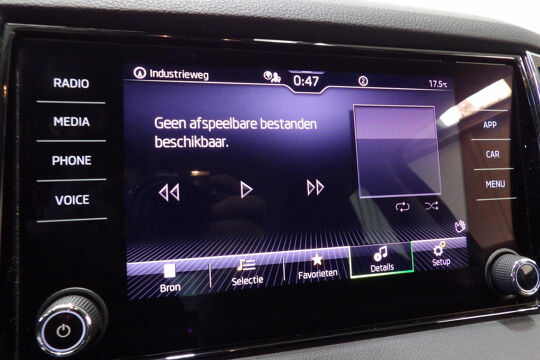 Industrieweg
0:47
2
17.5°C
RADIO
MEDIA
PHONE
VOICE
Geen afspeelbare bestanden
beschikbaar.
APP
CAR
MENU
Bron
Selectie
Favorieten
Details
Setup